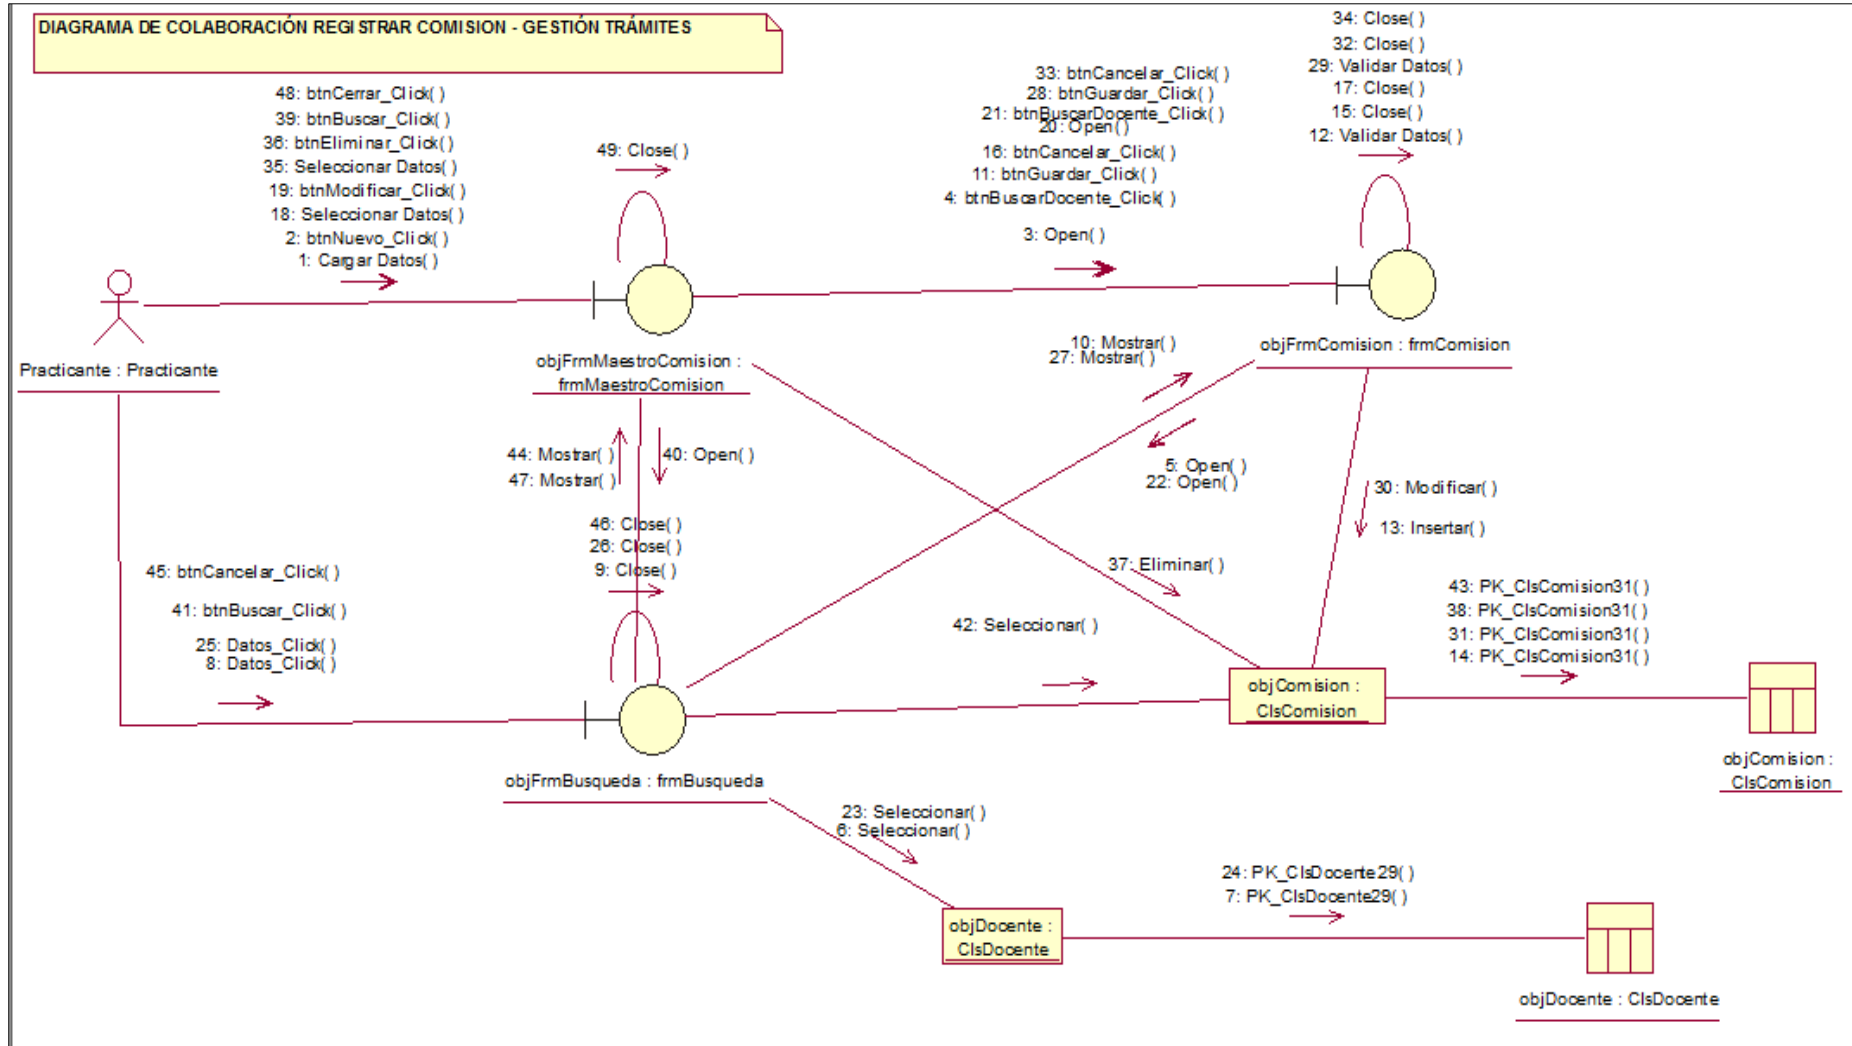 DIAGRAMA DE COLABORACIÓN REGISTRAR COMISION - GESTIÓN TRÁMITES
48: btnCerrar_Click( )
39: btnBuscar_Click( )
36: btnEliminar_Click( )
35: Seleccionar Datos( )
19: btnModificar_Click( )
18: Seleccionar Datos( )
2: btnNuevo_Click( )
1: Cargar Datos( )
49: Close( )
33: btnCancelar_Click( )
28: btnGuardar_Click( )
21: btnBuscarDocente_Click( )
20: Open( )
16: btnCancelar_Click( )
11: btnGuardar_Click( )
4: btnBuscarDocente_Click( )
3: Open( )
34: Close( )
32: Close( )
29: Validar Datos( )
17: Close( )
15: Close( )
12: Validar Datos( )
Practicante : Practicante
objFrmMaestroComision :
frmMaestroComision
objFrmComision : frmComision
10: Mostrar( )
27: Mostrar( )
44: Mostrar( )
47: Mostrar( )
40: Open( )
5: Open( )
22: Open( )
30: Modificar( )
13: Insertar( )
46: Close( )
26: Close( )
9: Close( )
37: Eliminar( )
45: btnCancelar_Click( )
41: btnBuscar_Click( )
25: Datos_Click( )
8: Datos_Click( )
42: Seleccionar( )
43: PK_ClsComision31( )
38: PK_ClsComision31( )
31: PK_ClsComision31( )
14: PK_ClsComision31( )
objComision :
ClsComision
objComision :
ClsComision
objFrmBusqueda : frmBusqueda
23: Seleccionar( )
6: Seleccionar( )
24: PK_ClsDocente29( )
7: PK_ClsDocente29( )
objDocente :
ClsDocente
objDocente : ClsDocente